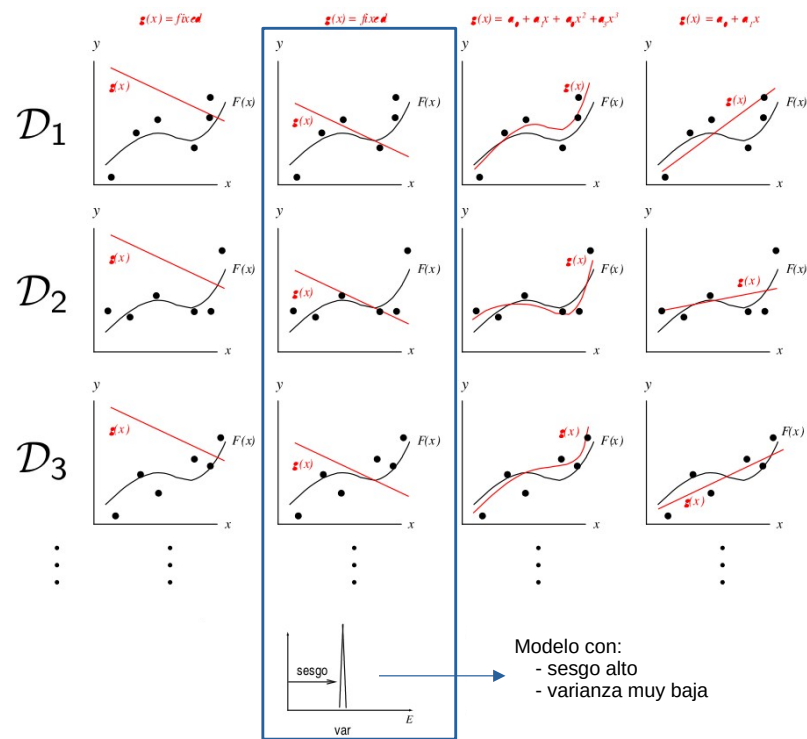 g(x) = fixed
g(x) = fixed
g(x) = a₀ + a₁x + a₀x² + a₃x³
g(x) = a₀ + a₁x
D₁
y
g(x)
F(x)
x
y
g(x)
F(x)
x
y
g(x)
F(x)
x
y
g(x)
F(x)
x
D₂
y
g(x)
F(x)
x
y
g(x)
F(x)
x
y
g(x)
F(x)
x
y
g(x)
F(x)
x
D₃
y
g(x)
F(x)
x
y
g(x)
F(x)
x
y
g(x)
F(x)
x
y
g(x)
F(x)
x
sesgo
E
var
Modelo con:
- sesgo alto
- varianza muy baja